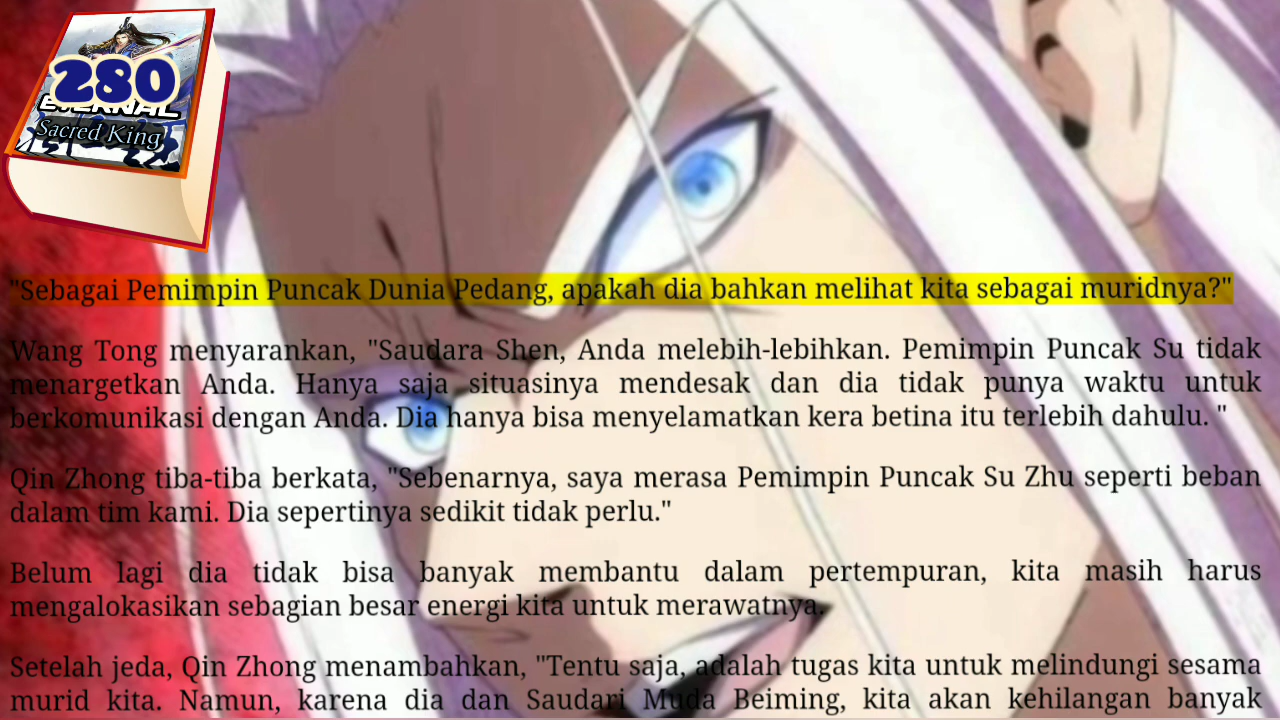 280
ETERNAL
Sacred King
"Sebagai Pemimpin Puncak Dunia Pedang, apakah dia bahkan melihat kita sebagai muridnya?"
Wang Tong menyarankan, "Saudara Shen, Anda melebih-lebihkan. Pemimpin Puncak Su tidak
menargetkan Anda. Hanya saja situasinya mendesak dan dia tidak punya waktu untuk
berkomunikasi dengan Anda. Dia hanya bisa menyelamatkan kera betina itu terlebih dahulu. "
Qin Zhong tiba-tiba berkata, "Sebenarnya, saya merasa Pemimpin Puncak Su Zhu seperti beban
dalam tim kami. Dia sepertinya sedikit tidak perlu."
Belum lagi dia tidak bisa banyak membantu dalam pertempuran, kita masih harus
mengalokasikan sebagian besar energi kita untuk merawatnya.
Setelah jeda, Qin Zhong menambahkan, "Tentu saja, adalah tugas kita untuk melindungi sesama
murid kita. Namun, karena dia dan Saudari Muda Beiming, kita akan kehilangan banyak